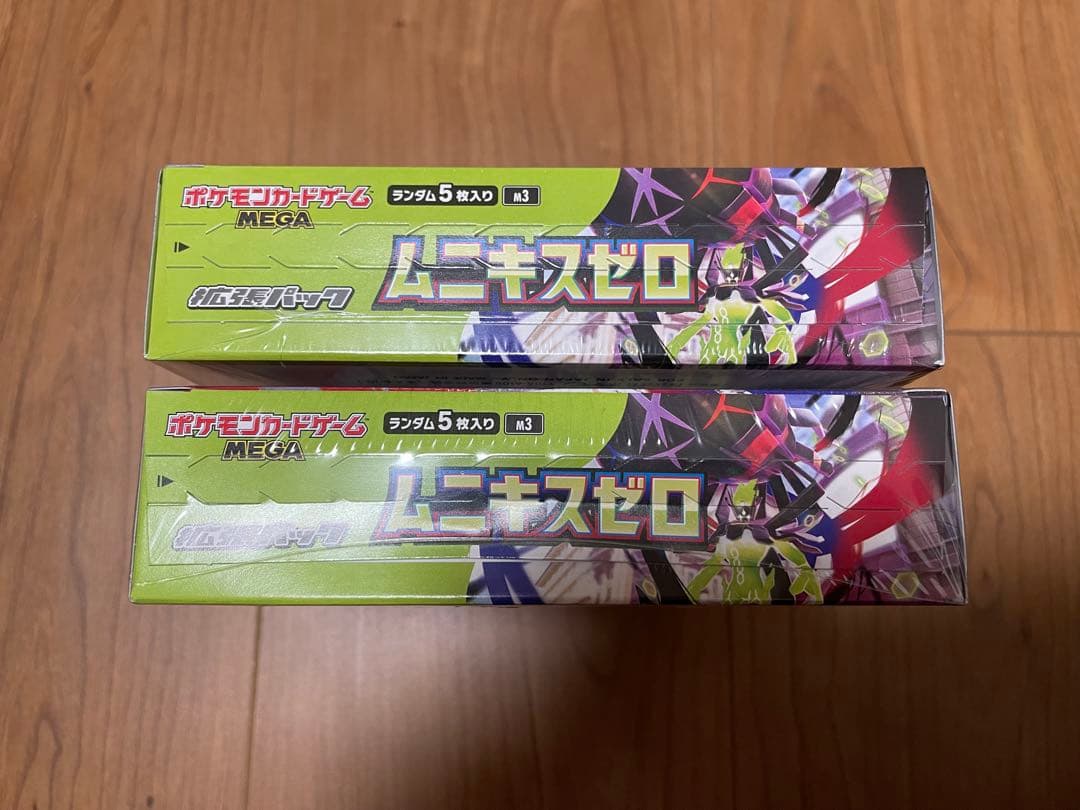 ポケモンカードゲーム
MEGA
ランダム5枚入り
M3
ムニキスゼロ
拡張パック
ポケモンカードゲーム
MEGA
ランダム5枚入り
M3
ムニキスゼロ
拡張パック